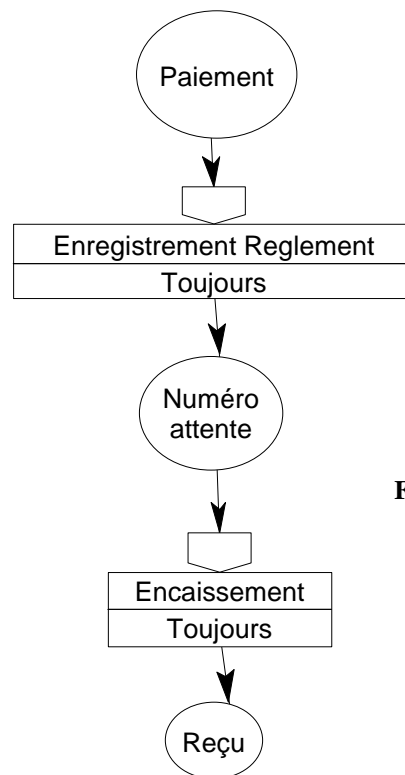 Paiement
Enregistrement Reglement
Toujours
Numéro
attente
F
Encaissement
Toujours
Reçu